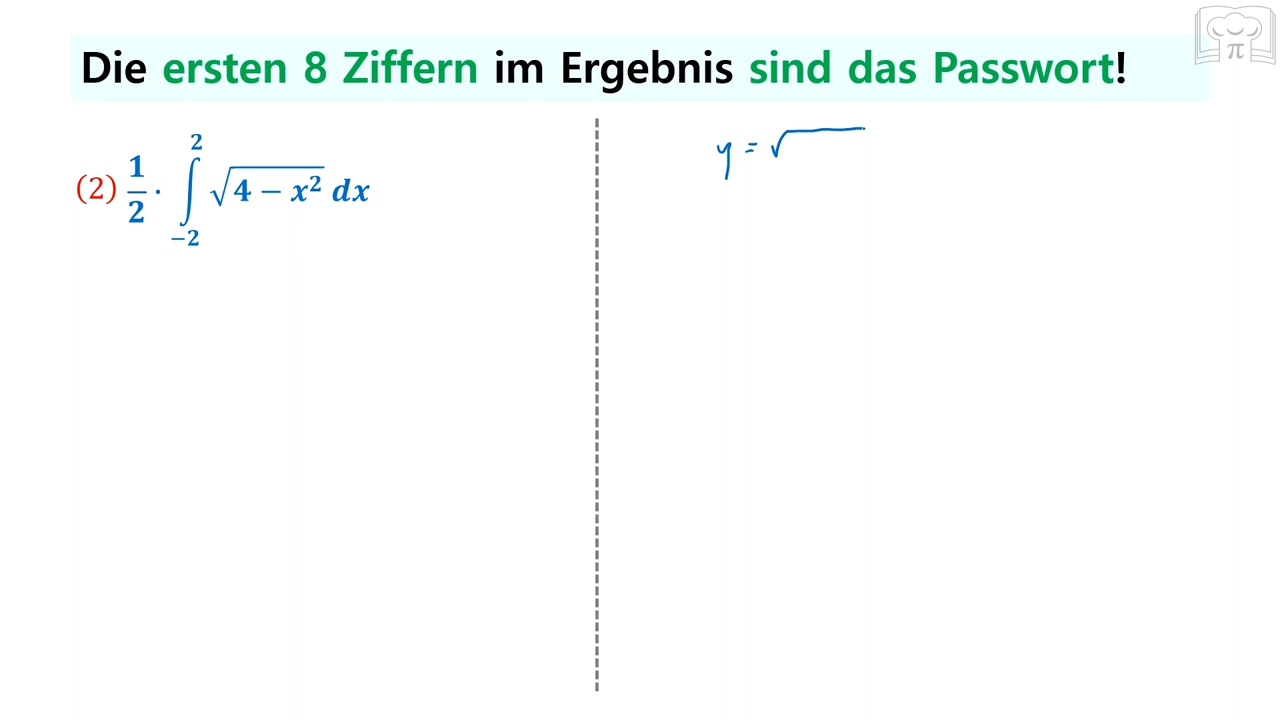 Die ersten 8 Ziffern im Ergebnis sind das Passwort!
(2) 1/2 · ∫_{-2}^{2} √(4 − x²) dx
y = √
π